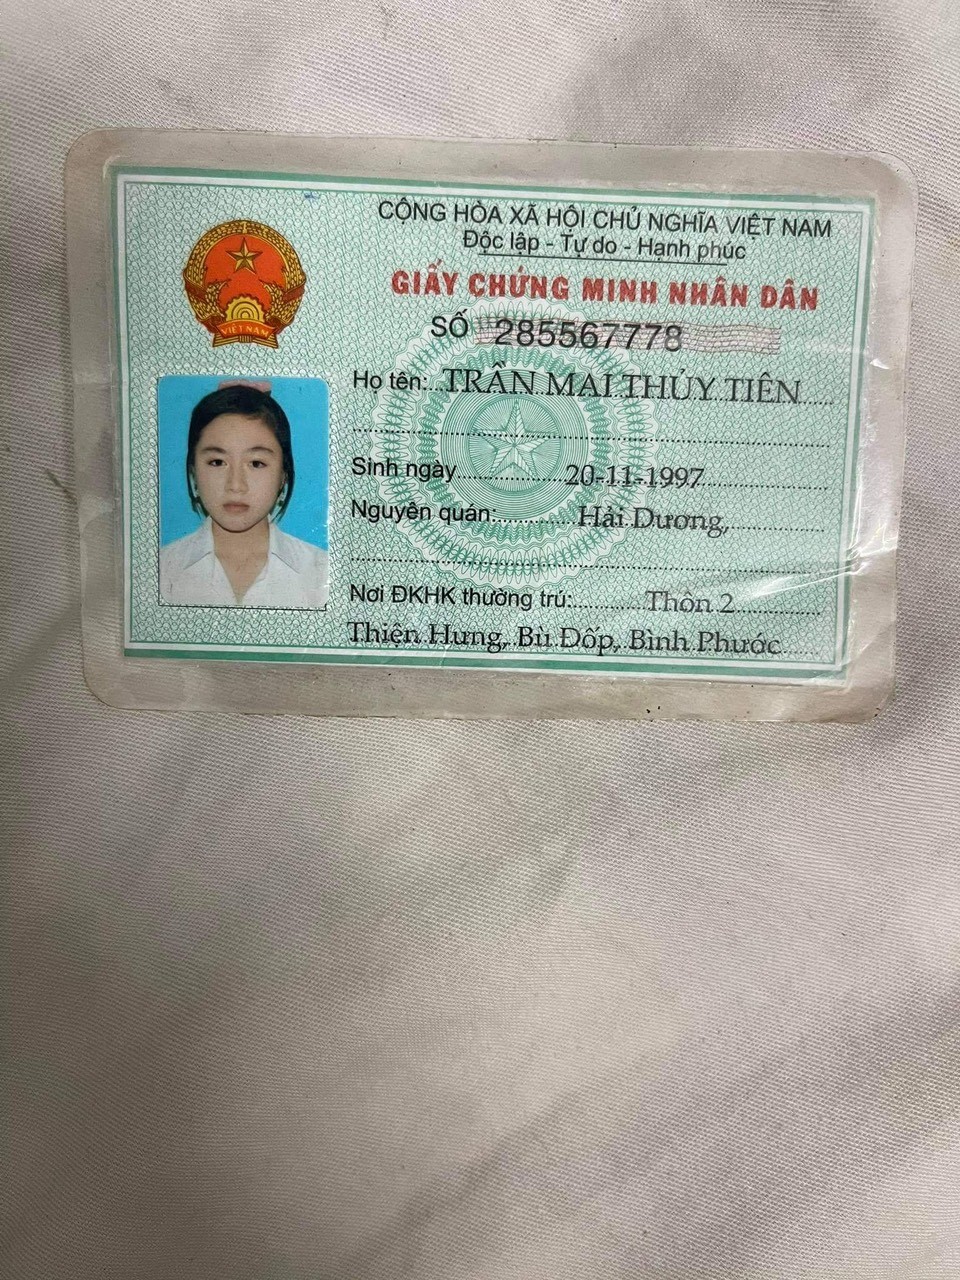 CỘNG HÒA XÃ HỘI CHỦ NGHĨA VIỆT NAM
Độc lập - Tự do - Hạnh phúc
GIẤY CHỨNG MINH NHÂN DÂN
SỐ 285567778
VIỆT NAM
Họ tên: TRẦN MAI THỦY TIÊN
Sinh ngày 20-11-1997
Nguyên quán: Hải Dương,
Nơi ĐKHK thường trú: Thôn 2
Thiện Hưng, Bù Đốp, Bình Phước